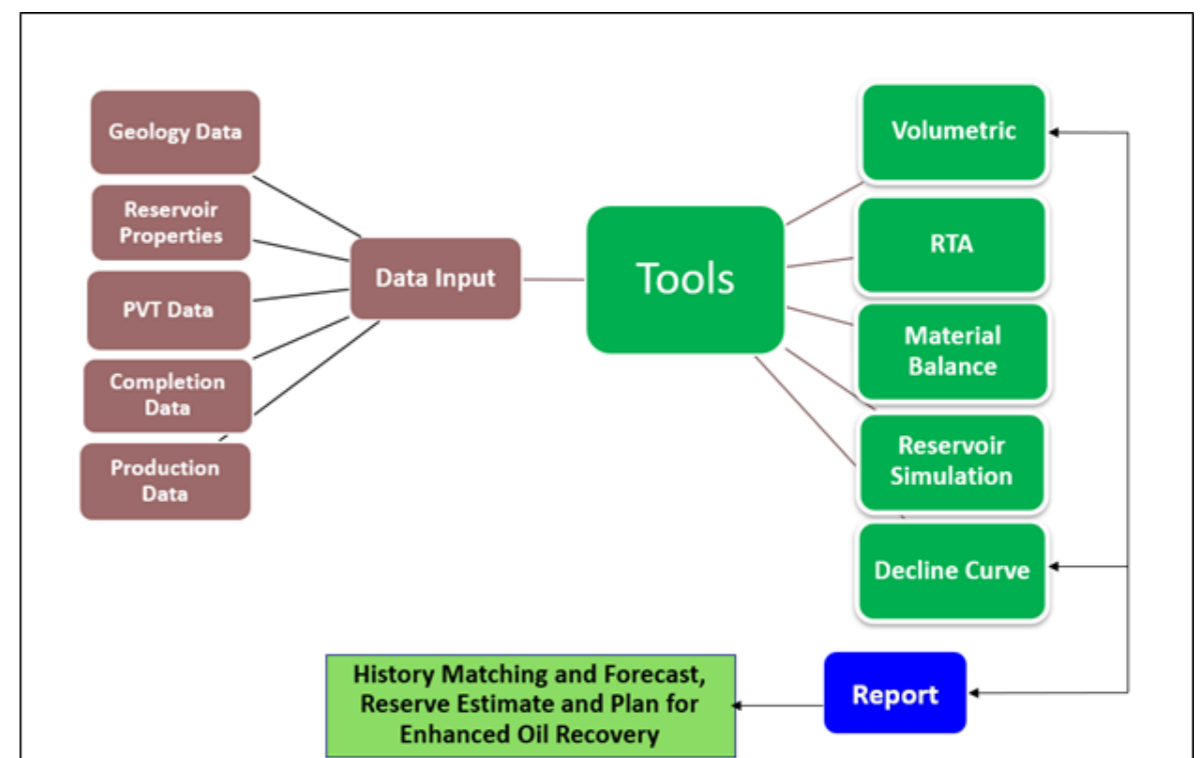 Geology Data
Reservoir
Properties
PVT Data
Completion
Data
Production
Data
Data Input
Tools
Volumetric
RTA
Material
Balance
Reservoir
Simulation
Decline Curve
Report
History Matching and Forecast,
Reserve Estimate and Plan for
Enhanced Oil Recovery